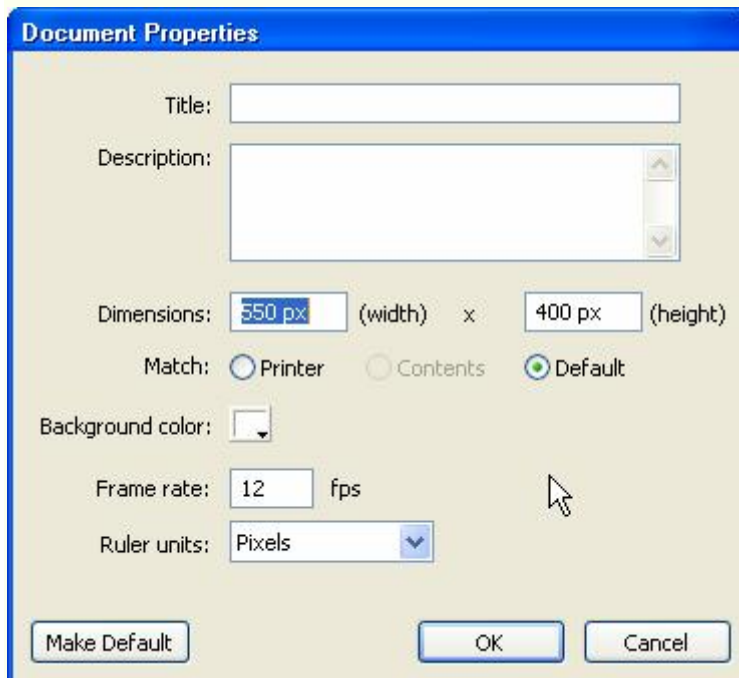 Document Properties
Title:
Description:
Dimensions: 550 px (width) x 400 px (height)
Match: Printer Contents Default
Background color:
Frame rate: 12 fps
Ruler units: Pixels
Make Default OK Cancel